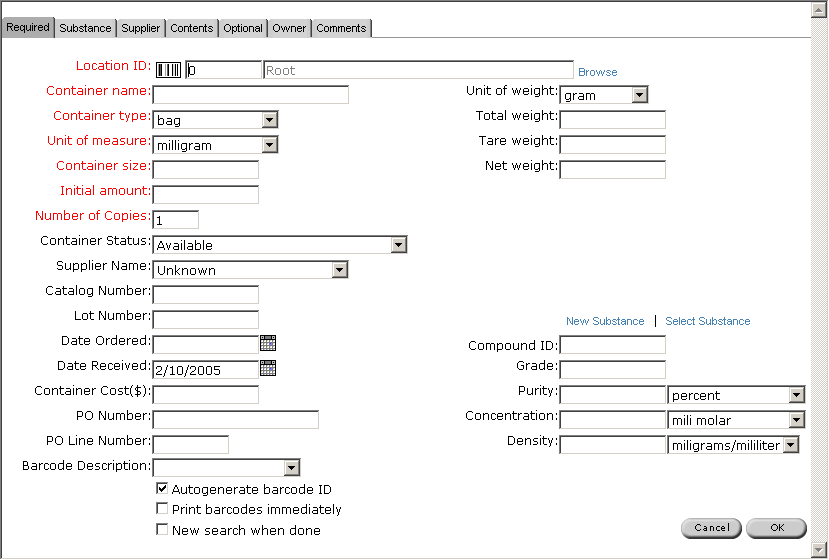 Required Substance Supplier Contents Optional Owner Comments
Location ID: 0 Root Browse
Container name: Unit of weight: gram
Container type: bag Total weight:
Unit of measure: milligram Tare weight:
Container size: Net weight:
Initial amount:
Number of Copies: 1
Container Status: Available
Supplier Name: Unknown
Catalog Number:
Lot Number: New Substance | Select Substance
Date Ordered: Compound ID:
Date Received: 2/10/2005 Grade:
Container Cost($): Purity: percent
PO Number: Concentration: mili molar
PO Line Number: Density: miligrams/mililiter
Barcode Description:
Autogenerate barcode ID
Print barcodes immediately
New search when done
Cancel OK